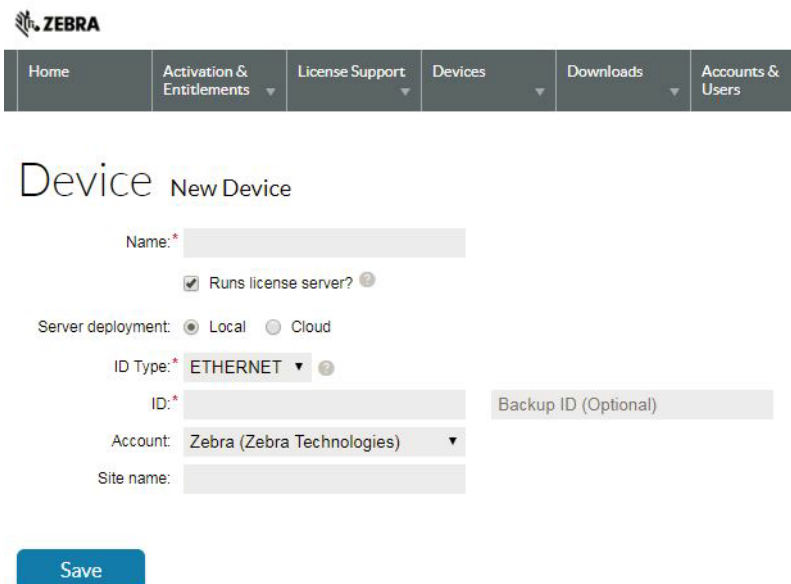 ZEBRA
Home Activation & Entitlements License Support Devices Downloads Accounts & Users
Device New Device
Name:*
Runs license server? ?
Server deployment: Local Cloud
ID Type:* ETHERNET ?
ID:* Backup ID (Optional)
Account: Zebra (Zebra Technologies)
Site name:
Save